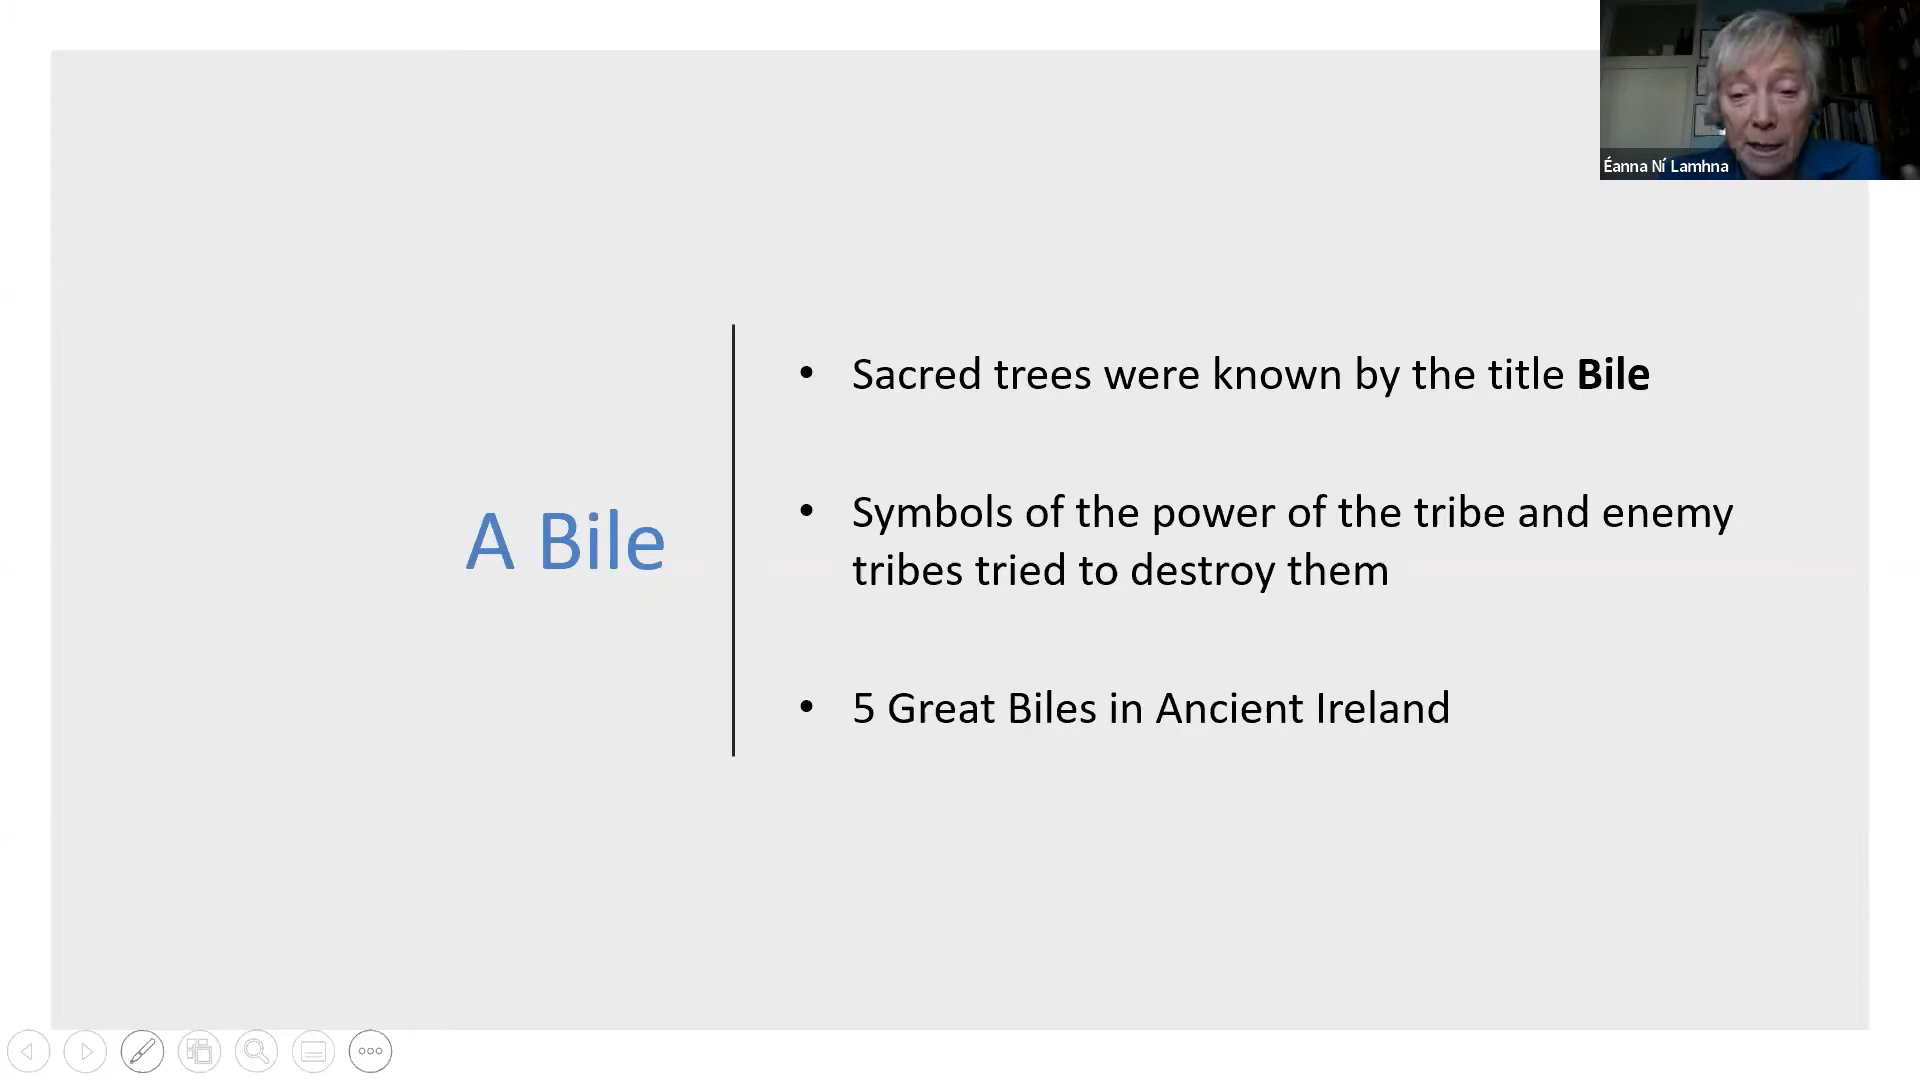 Éanna Ní Lamhna
A Bile
• Sacred trees were known by the title Bile
• Symbols of the power of the tribe and enemy
tribes tried to destroy them
• 5 Great Biles in Ancient Ireland